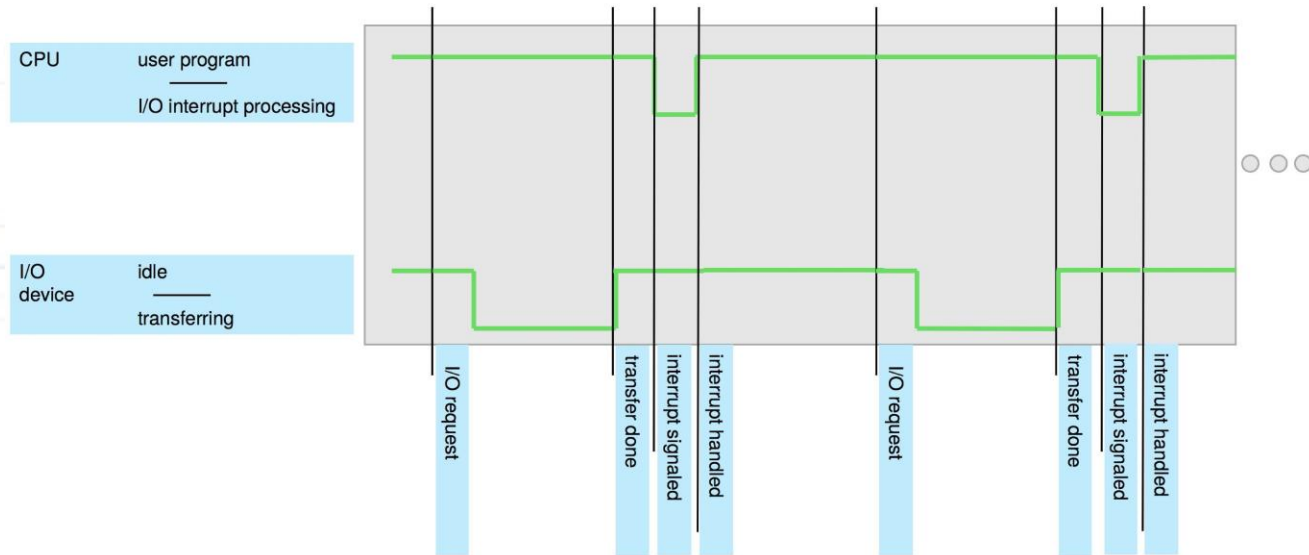 CPU
user program
I/O interrupt processing
I/O
device
idle
transferring
I/O request
transfer done
interrupt signaled
interrupt handled
I/O request
transfer done
interrupt signaled
interrupt handled